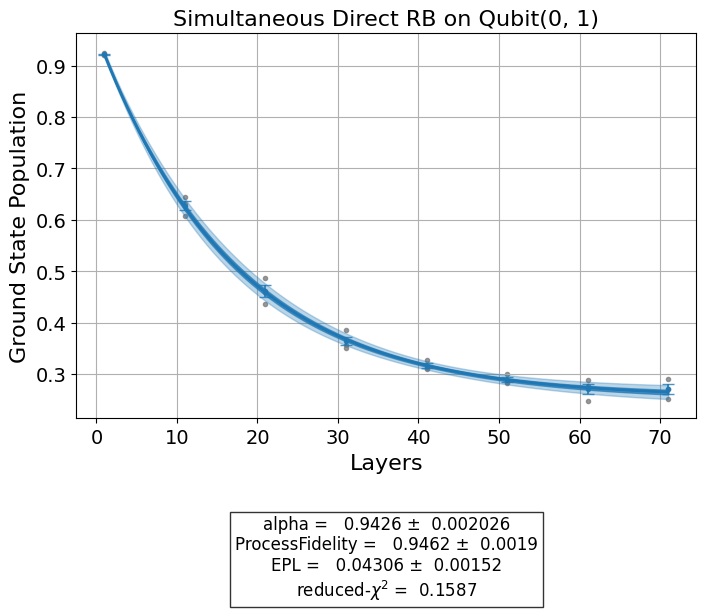 Simultaneous Direct RB on Qubit(0, 1)
Ground State Population
0.9
0.8
0.7
0.6
0.5
0.4
0.3
0 10 20 30 40 50 60 70
Layers
alpha = 0.9426 ± 0.002026
ProcessFidelity = 0.9462 ± 0.0019
EPL = 0.04306 ± 0.00152
reduced-χ² = 0.1587